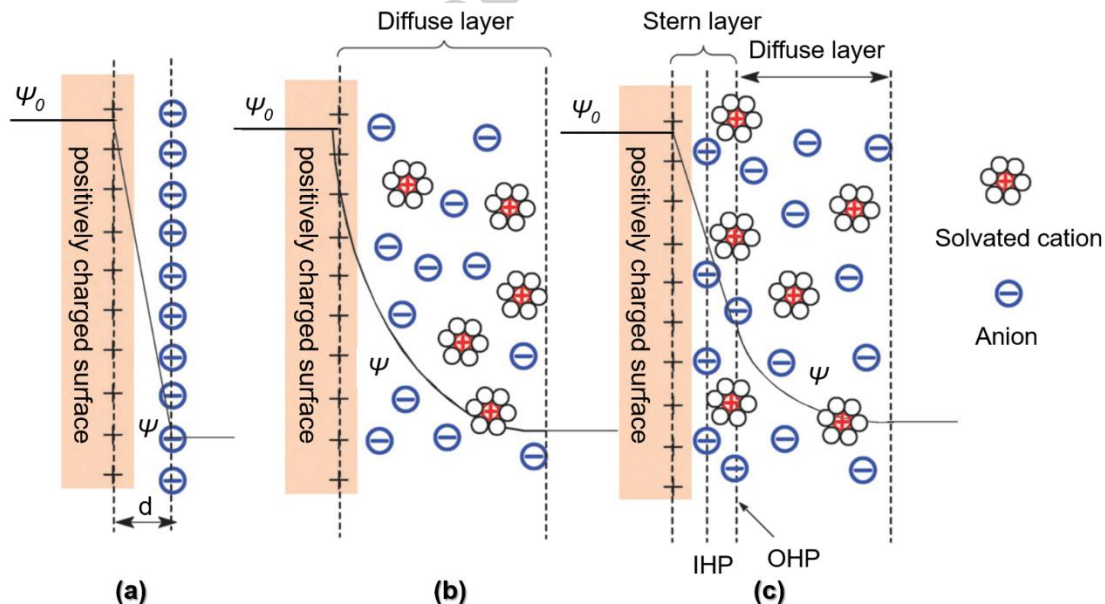 Diffuse layer
Stern layer
Diffuse layer
Ψ0
positively charged surface
Ψ
d
(a)
Ψ0
positively charged surface
Ψ
(b)
Ψ0
positively charged surface
Ψ
IHP
OHP
(c)
Solvated cation
Anion